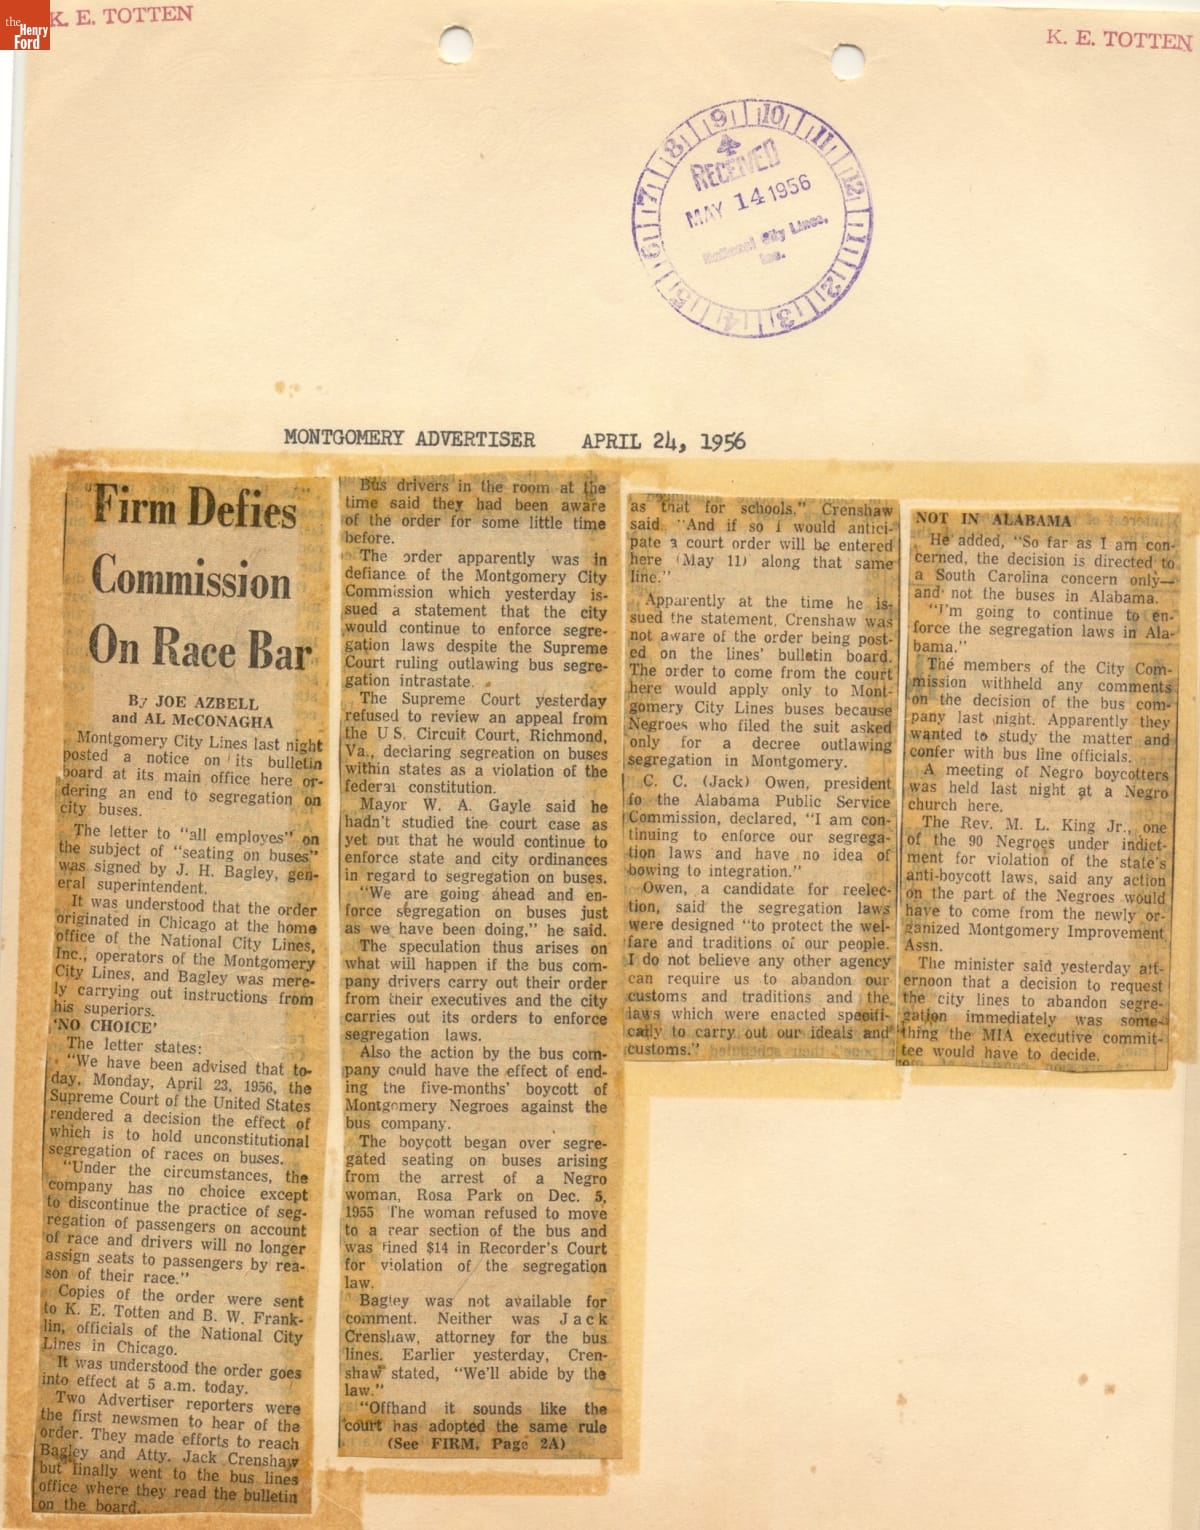 the
Henry
Ford
K. E. TOTTEN
K. E. TOTTEN
9 10 11 12 1 2 3 4 5 6 7 8
RECEIVED
MAY 14 1956
National City Lines,
Inc.
MONTGOMERY ADVERTISER APRIL 24, 1956
Firm Defies
Commission
On Race Bar
By JOE AZBELL
and AL McCONAGHA
Montgomery City Lines last night
posted a notice on its bulletin
board at its main office here or-
dering an end to segregation on
city buses.
The letter to "all employes" on
the subject of "seating on buses"
was signed by J. H. Bagley, gen-
eral superintendent.
It was understood that the order
originated in Chicago at the home
office of the National City Lines,
Inc., operators of the Montgomery
City Lines, and Bagley was mere-
ly carrying out instructions from
his superiors.
'NO CHOICE'
The letter states:
"We have been advised that to-
day, Monday, April 23, 1956, the
Supreme Court of the United States
rendered a decision the effect of
which is to hold unconstitutional
segregation of races on buses.
"Under the circumstances, the
company has no choice except
to discontinue the practice of seg-
regation of passengers on account
of race and drivers will no longer
assign seats to passengers by rea-
son of their race."
Copies of the order were sent
to K. E. Totten and B. W. Frank-
lin, officials of the National City
Lines in Chicago.
It was understood the order goes
into effect at 5 a.m. today.
Two Advertiser reporters were
the first newsmen to hear of the
order. They made efforts to reach
Bagley and Atty. Jack Crenshaw
but finally went to the bus lines
office where they read the bulletin
on the board.
Bus drivers in the room at the
time said they had been aware
of the order for some little time
before.
The order apparently was in
defiance of the Montgomery City
Commission which yesterday is-
sued a statement that the city
would continue to enforce segre-
gation laws despite the Supreme
Court ruling outlawing bus segre-
gation intrastate.
The Supreme Court yesterday
refused to review an appeal from
the U.S. Circuit Court, Richmond,
Va., declaring segreation on buses
within states as a violation of the
federal constitution.
Mayor W. A. Gayle said he
hadn't studied the court case as
yet but that he would continue to
enforce state and city ordinances
in regard to segregation on buses.
"We are going ahead and en-
force segregation on buses just
as we have been doing," he said.
The speculation thus arises on
what will happen if the bus com-
pany drivers carry out their order
from their executives and the city
carries out its orders to enforce
segregation laws.
Also the action by the bus com-
pany could have the effect of end-
ing the five-months' boycott of
Montgomery Negroes against the
bus company.
The boycott began over segre-
gated seating on buses arising
from the arrest of a Negro
woman, Rosa Park on Dec. 5,
1955 The woman refused to move
to a rear section of the bus and
was fined $14 in Recorder's Court
for violation of the segregation
law.
Bagley was not available for
comment. Neither was Jack
Crenshaw, attorney for the bus
lines. Earlier yesterday, Cren-
shaw stated, "We'll abide by the
law."
"Offhand it sounds like the
court has adopted the same rule
(See FIRM, Page 2A)
as that for schools," Crenshaw
said. "And if so I would antici-
pate a court order will be entered
here (May 11) along that same
line."
Apparently at the time he is-
sued the statement, Crenshaw was
not aware of the order being post-
ed on the lines' bulletin board.
The order to come from the court
here would apply only to Mont-
gomery City Lines buses because
Negroes who filed the suit asked
only for a decree outlawing
segregation in Montgomery.
C. C. (Jack) Owen, president
fo the Alabama Public Service
Commission, declared, "I am con-
tinuing to enforce our segrega-
tion laws and have no idea of
bowing to integration."
Owen, a candidate for reelec-
tion, said the segregation laws
were designed "to protect the wel-
fare and traditions of our people.
I do not believe any other agency
can require us to abandon our
customs and traditions and the
laws which were enacted specifi-
cally to carry out our ideals and
customs."
NOT IN ALABAMA
He added, "So far as I am con-
cerned, the decision is directed to
a South Carolina concern only—
and not the buses in Alabama.
"I'm going to continue to en-
force the segregation laws in Ala-
bama."
The members of the City Com-
mission withheld any comments
on the decision of the bus com-
pany last night. Apparently they
wanted to study the matter and
confer with bus line officials.
A meeting of Negro boycotters
was held last night at a Negro
church here.
The Rev. M. L. King Jr., one
of the 90 Negroes under indict-
ment for violation of the state's
anti-boycott laws, said any action
on the part of the Negroes would
have to come from the newly or-
ganized Montgomery Improvement
Assn.
The minister said yesterday aft-
ernoon that a decision to request
the city lines to abandon segre-
gation immediately was some-
thing the MIA executive commit-
tee would have to decide.